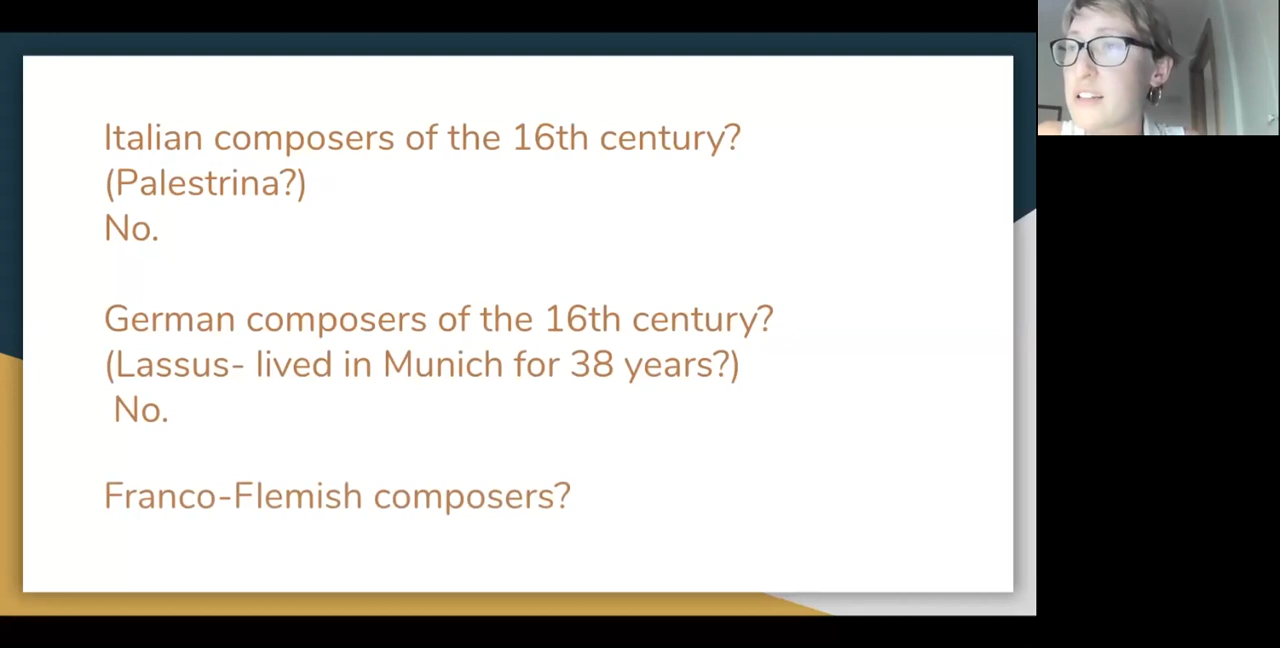 Italian composers of the 16th century?
(Palestrina?)
No.
German composers of the 16th century?
(Lassus- lived in Munich for 38 years?)
No.
Franco-Flemish composers?